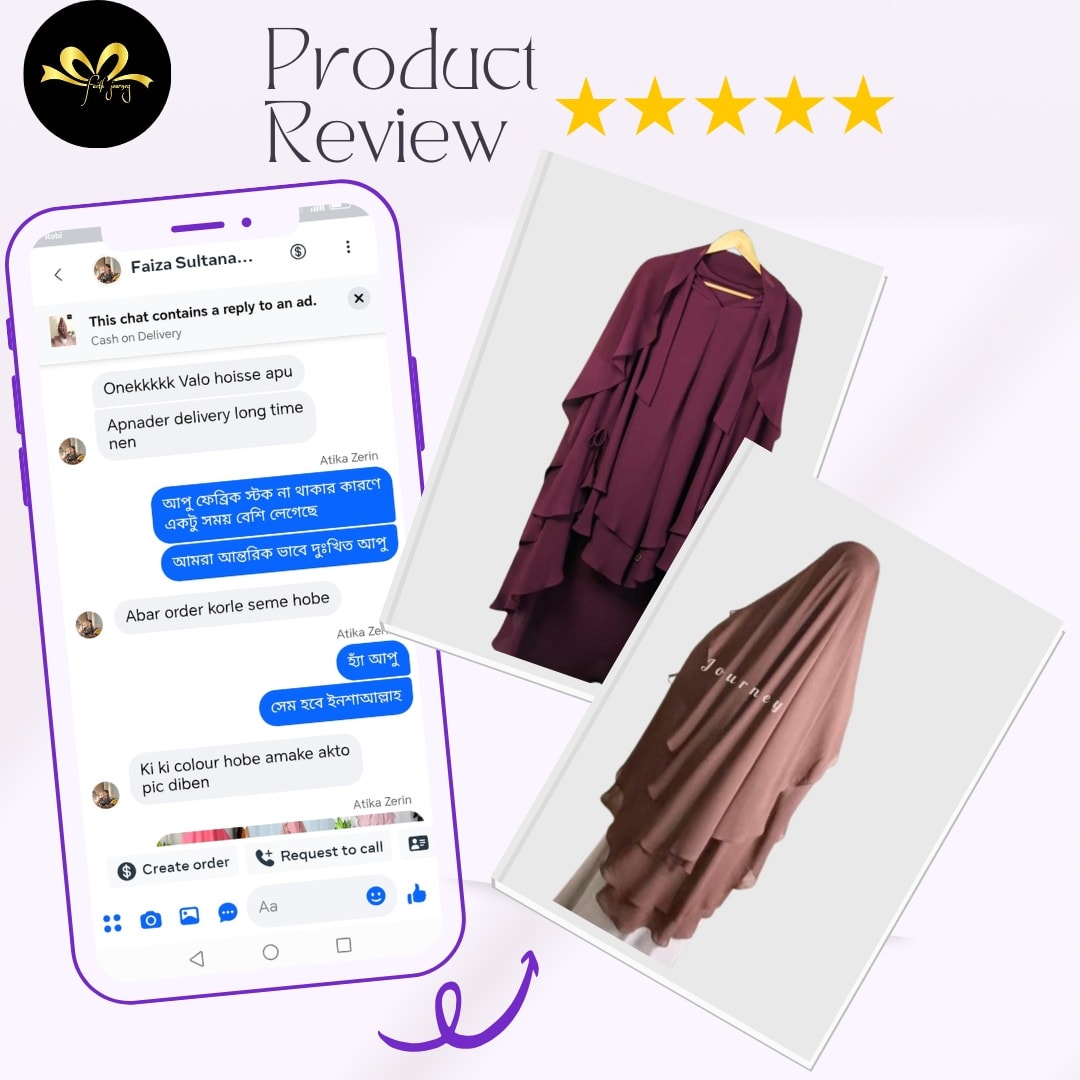 Faith journey
Product
Review
Robi
Faiza Sultana...
This chat contains a reply to an ad.
Cash on Delivery
Onekkkkk Valo hoisse apu
Apnader delivery long time
nen
Atika Zerin
আপু ফেব্রিক স্টক না থাকার কারণে
একটু সময় বেশি লেগেছে
আমরা আন্তরিক ভাবে দুঃখিত আপু
Abar order korle seme hobe
Atika Zerin
হ্যাঁ আপু
সেম হবে ইনশাআল্লাহ
Ki ki colour hobe amake akto
pic diben
Atika Zerin
Create order
Request to call
Aa
Journey